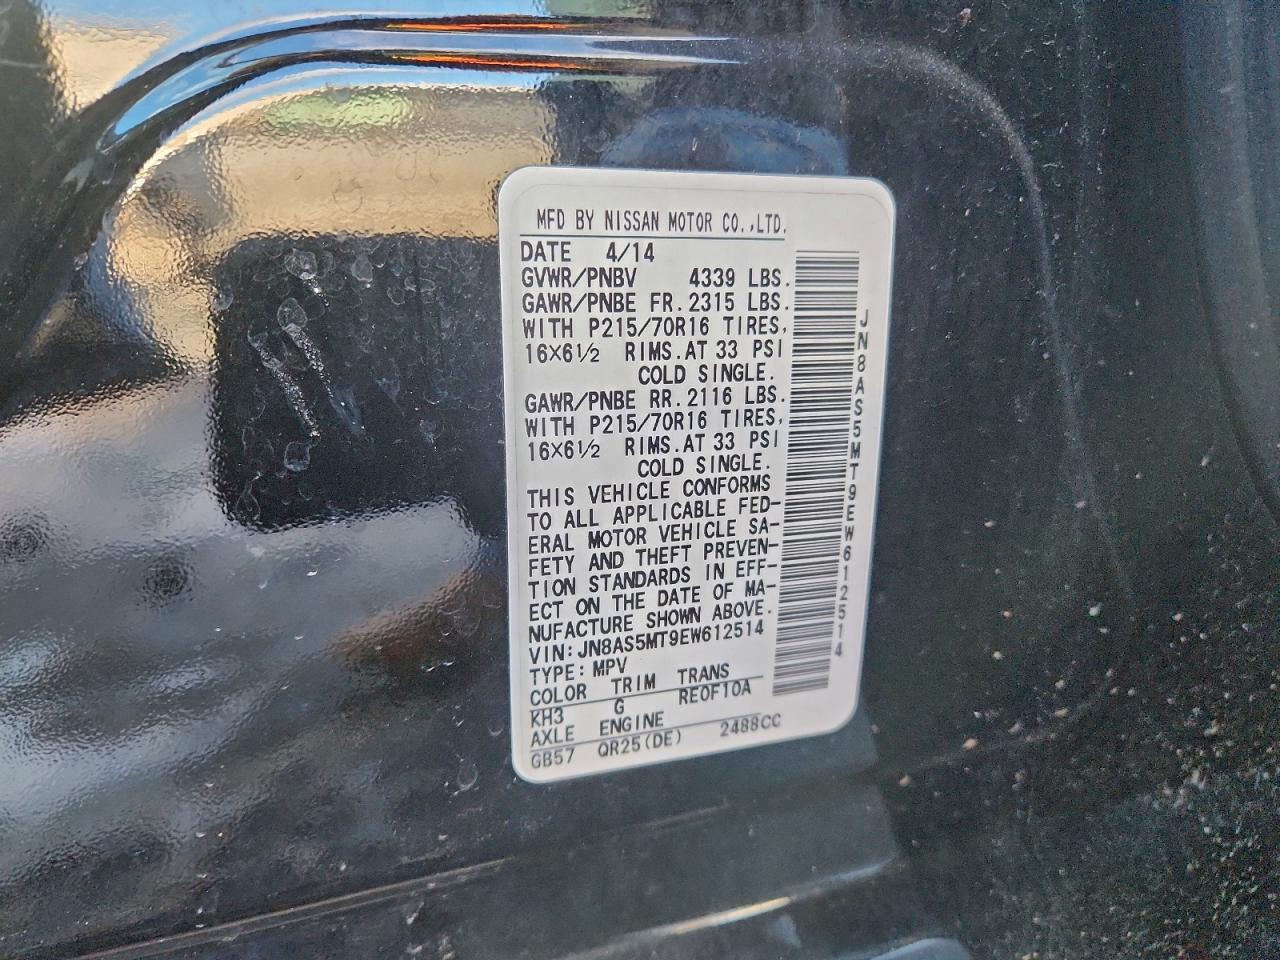 MFD BY NISSAN MOTOR CO.,LTD.
DATE 4/14
GVWR/PNBV 4339 LBS.
GAWR/PNBE FR.2315 LBS.
WITH P215/70R16 TIRES,
16×6½ RIMS.AT 33 PSI
COLD SINGLE.
GAWR/PNBE RR.2116 LBS.
WITH P215/70R16 TIRES,
16×6½ RIMS.AT 33 PSI
COLD SINGLE.
THIS VEHICLE CONFORMS
TO ALL APPLICABLE FED-
ERAL MOTOR VEHICLE SA-
FETY AND THEFT PREVEN-
TION STANDARDS IN EFF-
ECT ON THE DATE OF MA-
NUFACTURE SHOWN ABOVE.
VIN:JN8AS5MT9EW612514
TYPE:MPV
COLOR TRIM TRANS
KH3 G RE0F10A
AXLE ENGINE
GB57 QR25(DE) 2488CC
JN8AS5MT9EW612514